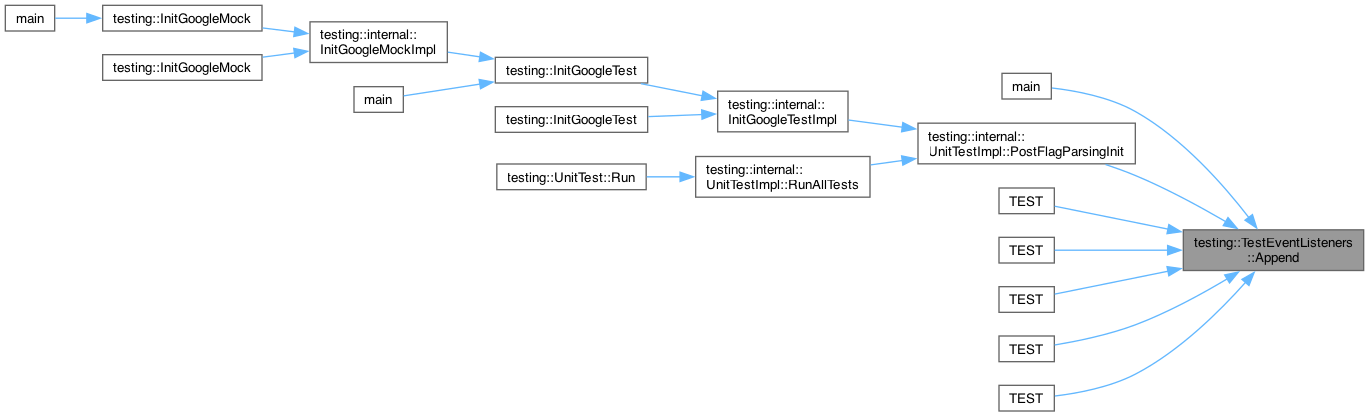 main
testing::InitGoogleMock
testing::InitGoogleMock
testing::internal::
InitGoogleMockImpl
testing::InitGoogleTest
main
testing::InitGoogleTest
testing::UnitTest::Run
testing::internal::
InitGoogleTestImpl
testing::internal::
UnitTestImpl::RunAllTests
main
testing::internal::
UnitTestImpl::PostFlagParsingInit
TEST
TEST
TEST
TEST
TEST
testing::TestEventListeners
::Append